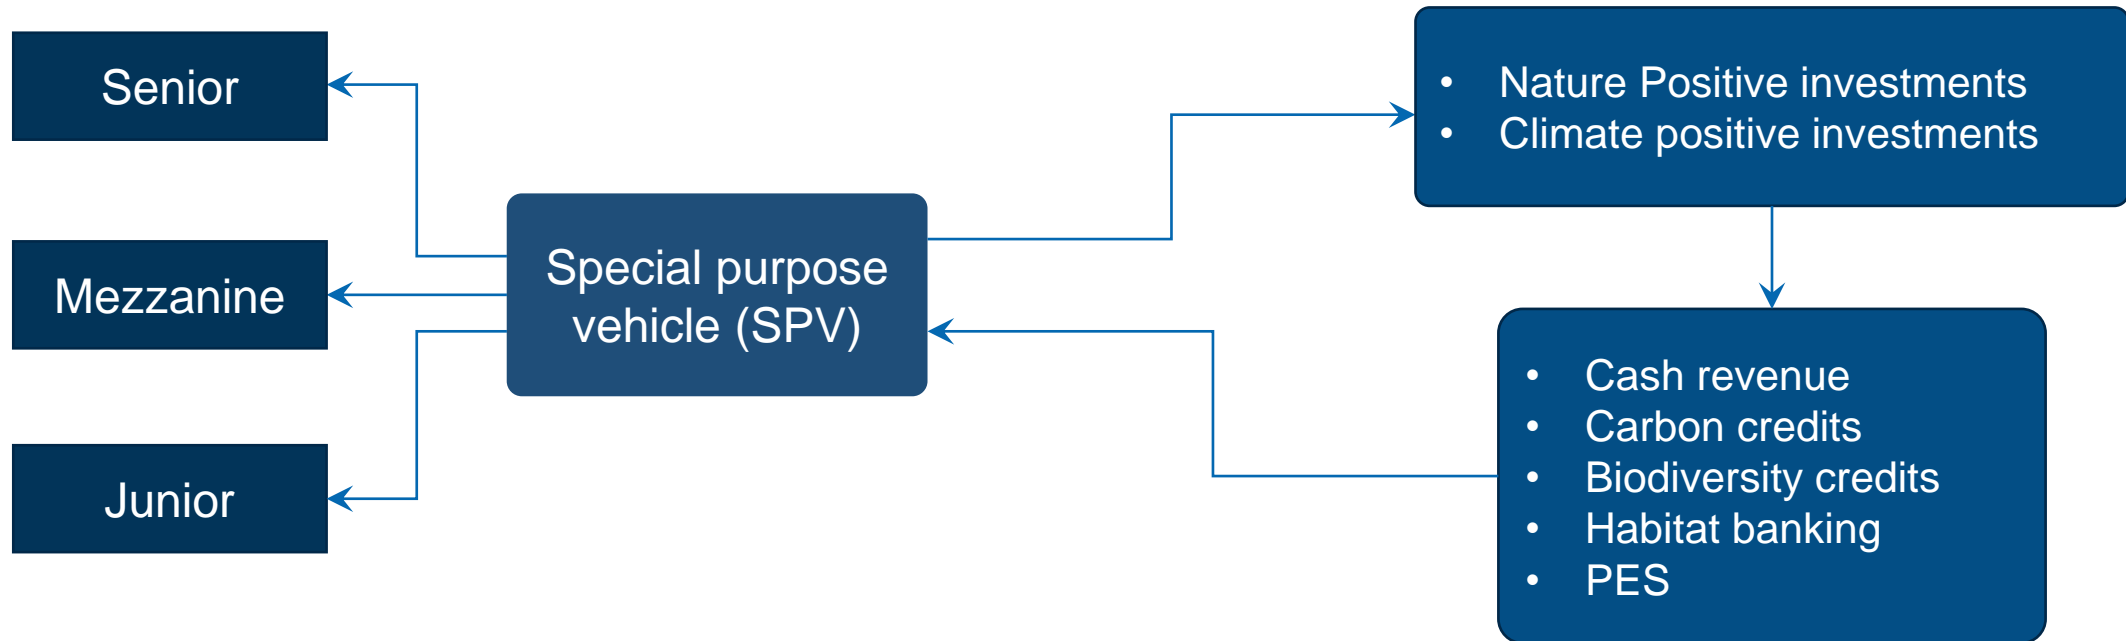 Senior
Mezzanine
Junior
Special purpose
vehicle (SPV)
• Nature Positive investments
• Climate positive investments
• Cash revenue
• Carbon credits
• Biodiversity credits
• Habitat banking
• PES